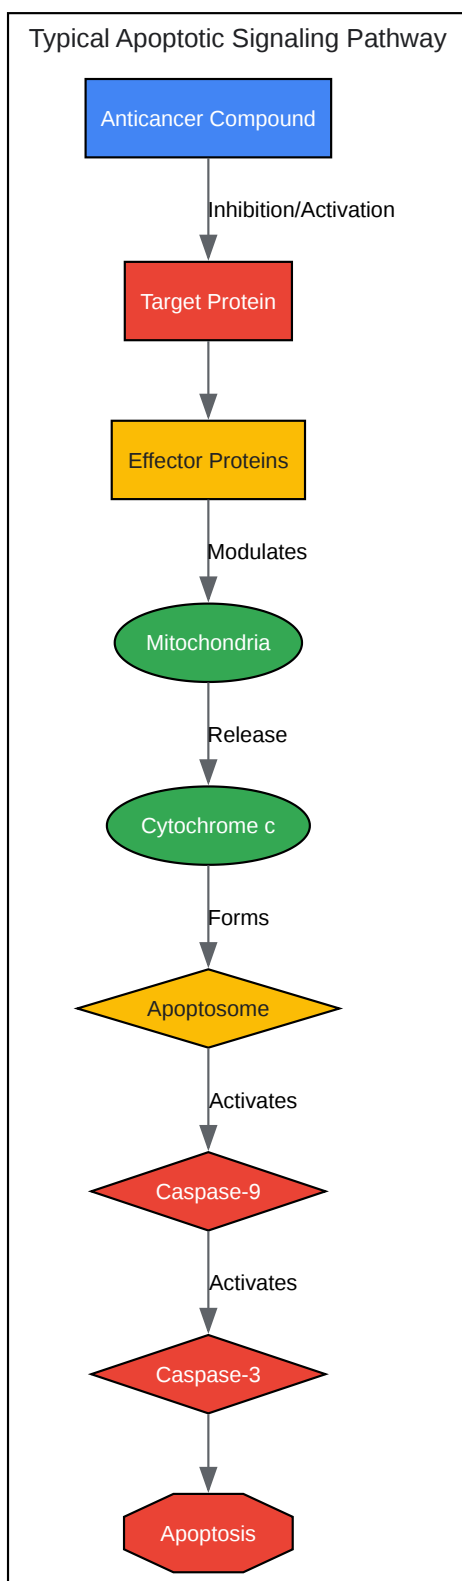 Typical Apoptotic Signaling Pathway
Anticancer Compound
Inhibition/Activation
Target Protein
Effector Proteins
Modulates
Mitochondria
Release
Cytochrome c
Forms
Apoptosome
Activates
Caspase-9
Activates
Caspase-3
Apoptosis